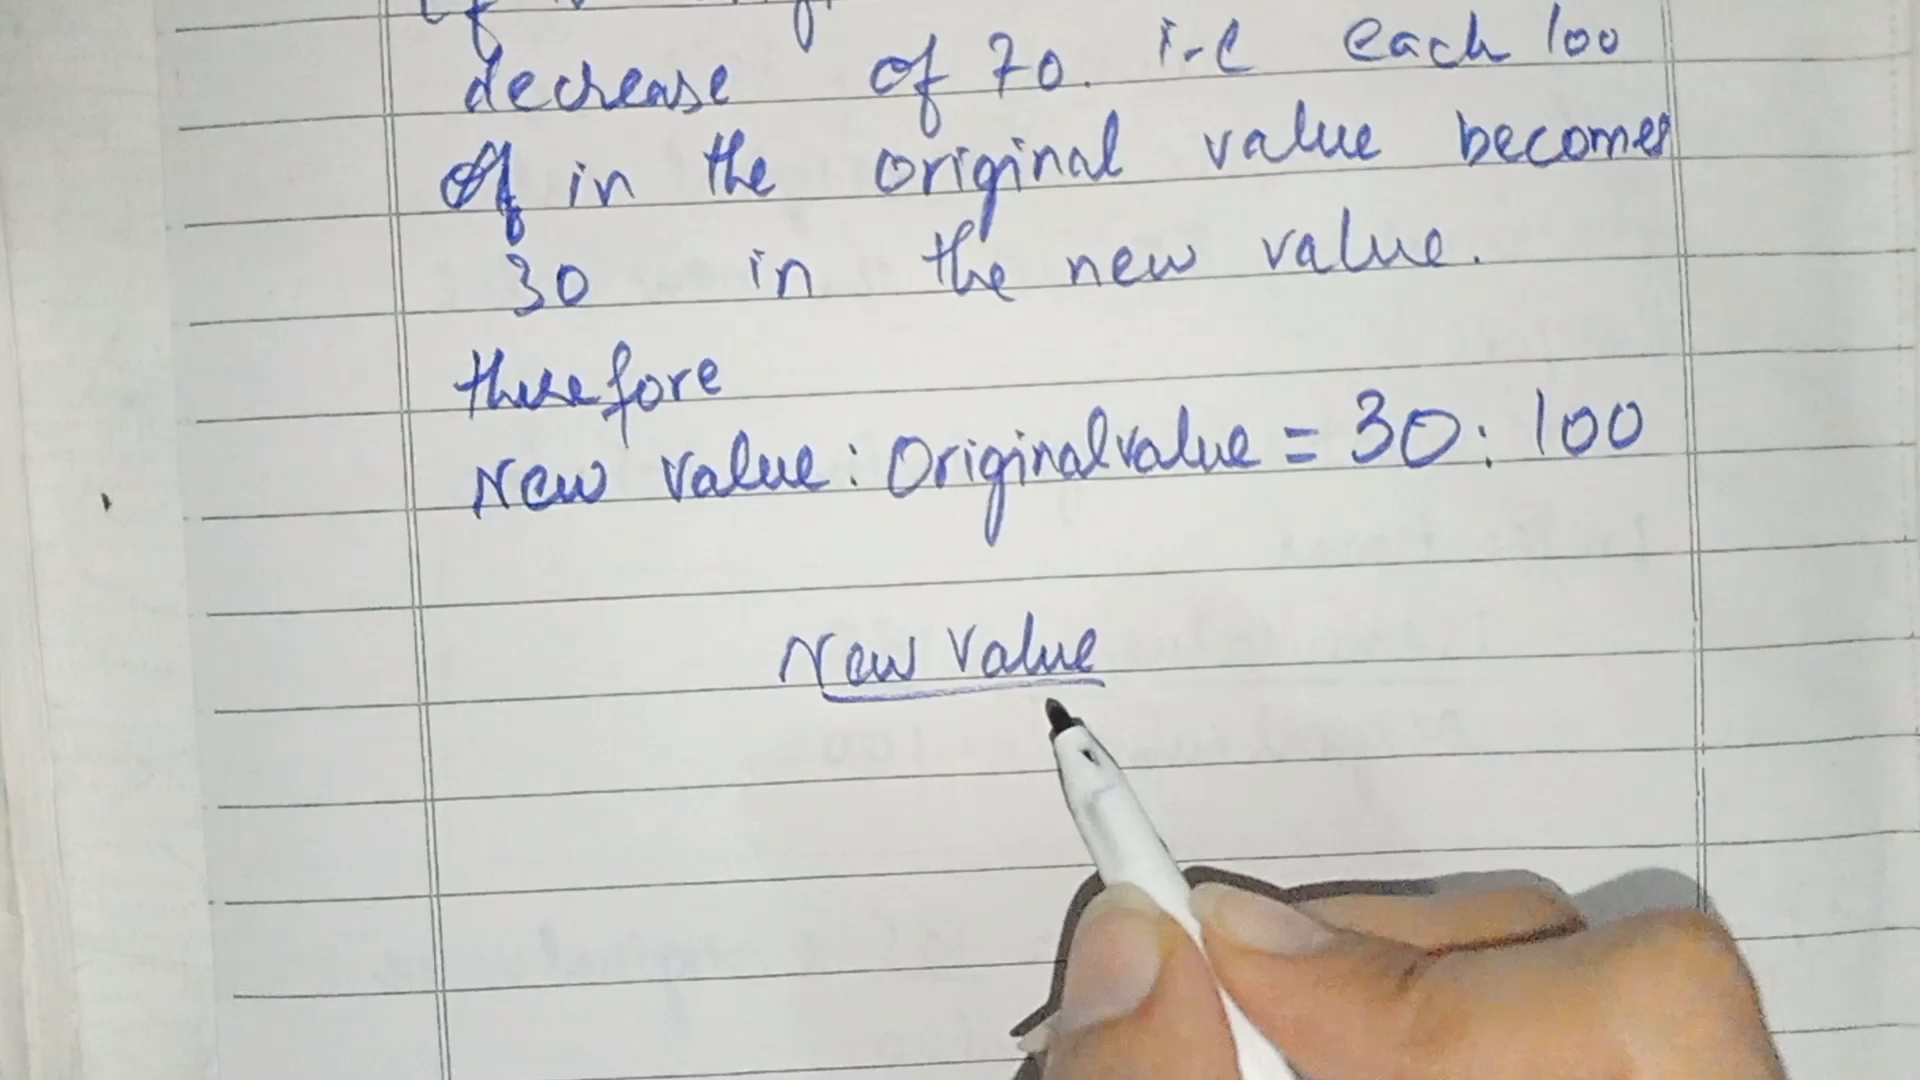 decrease of 70. i-e each 100
in the original value becomes
30 in the new value.
therefore
New value : Original value = 30 : 100
New Value